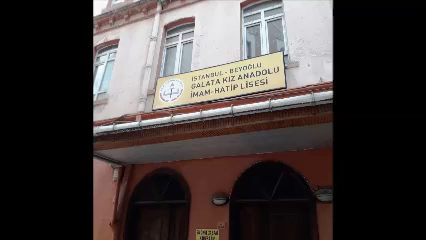 İSTANBUL - BEYOĞLU
GALATA KIZ ANADOLU
İMAM-HATİP LİSESİ